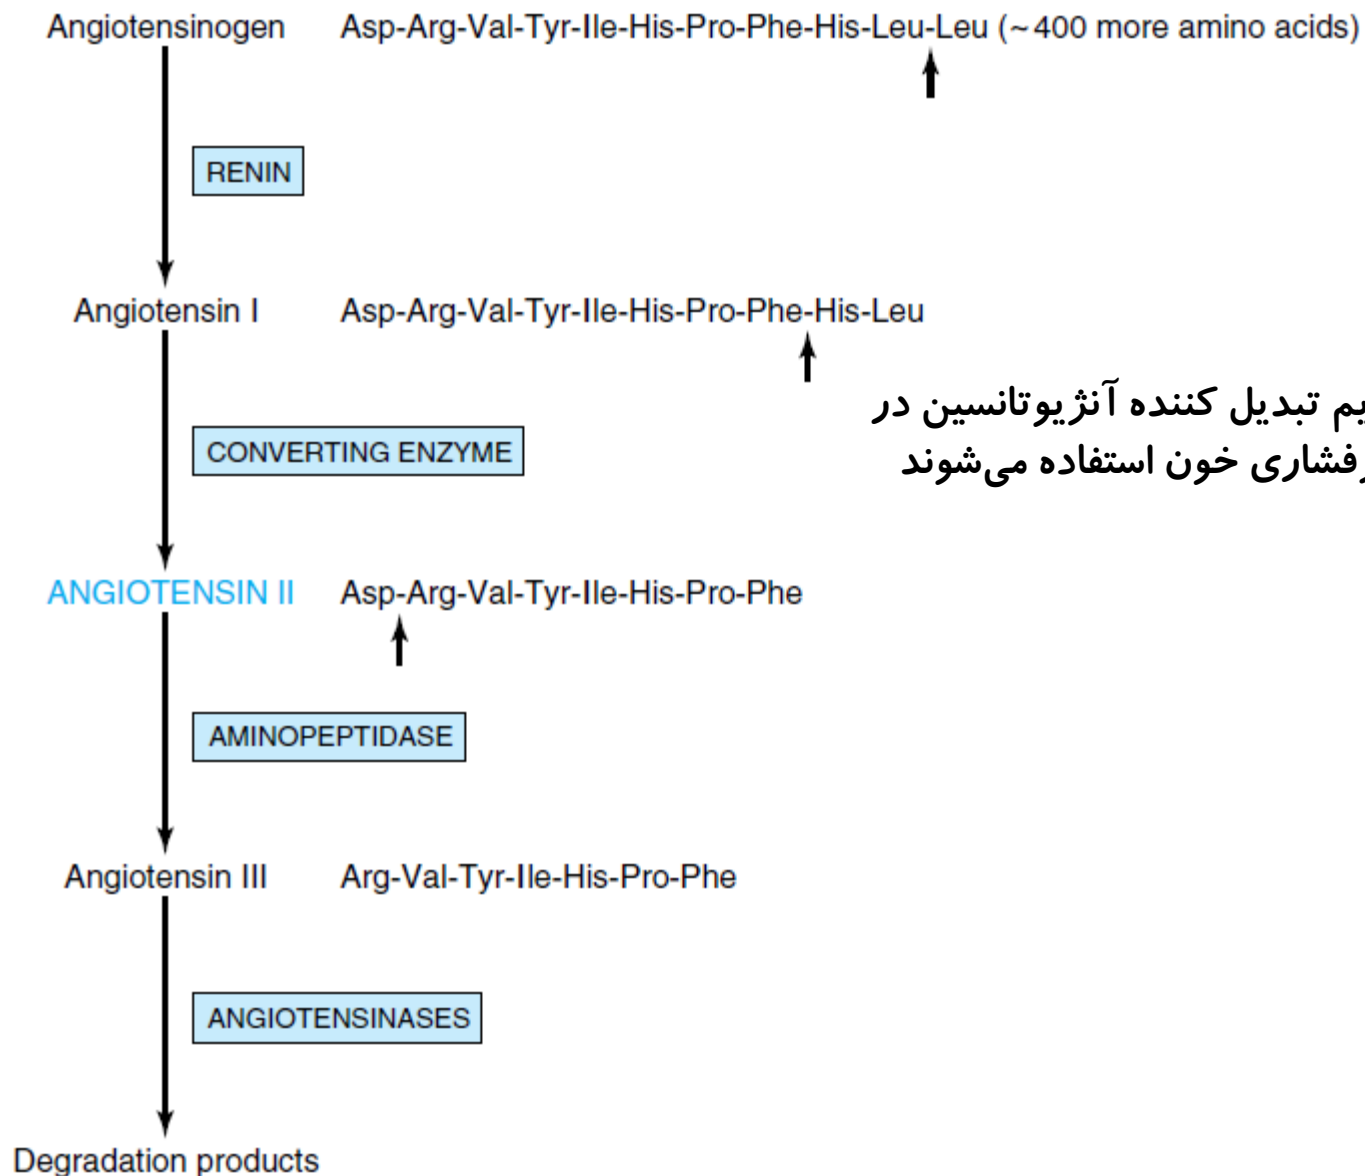 Angiotensinogen Asp-Arg-Val-Tyr-Ile-His-Pro-Phe-His-Leu-Leu (~400 more amino acids)
RENIN
Angiotensin I Asp-Arg-Val-Tyr-Ile-His-Pro-Phe-His-Leu
تبدیل کننده آنژیوتانسین در
CONVERTING ENZYME
خون استفاده می‌شوند
ANGIOTENSIN II Asp-Arg-Val-Tyr-Ile-His-Pro-Phe
AMINOPEPTIDASE
Angiotensin III Arg-Val-Tyr-Ile-His-Pro-Phe
ANGIOTENSINASES
Degradation products